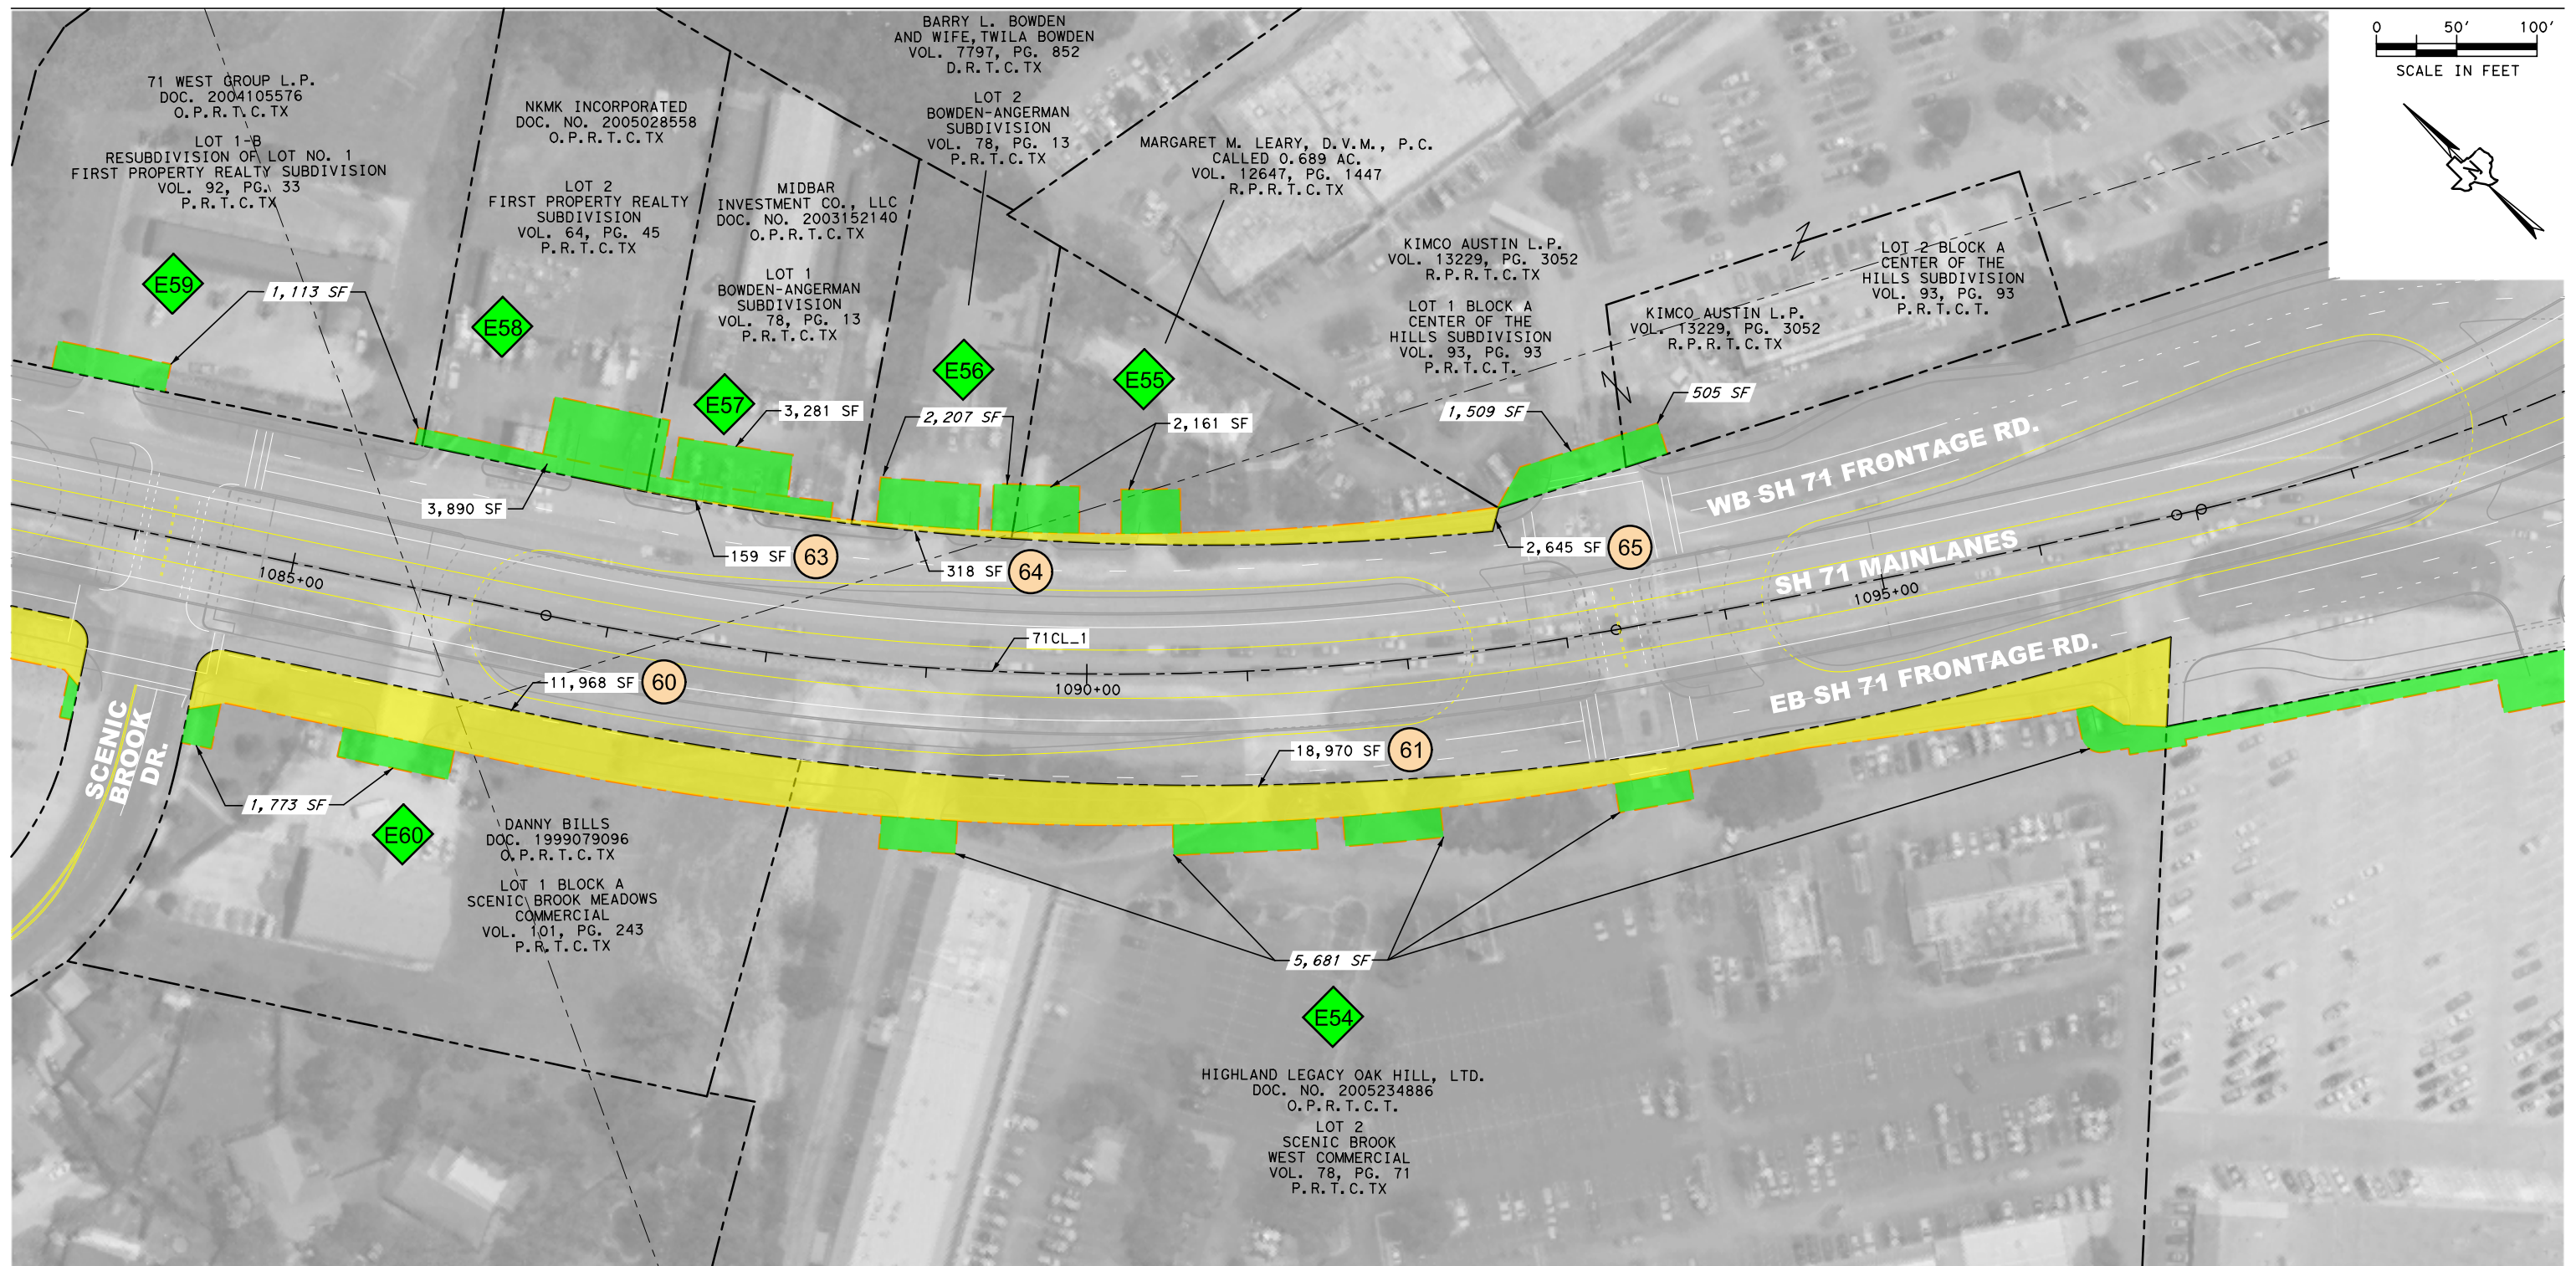 71 WEST GROUP L.P.
DOC. 2004105576
O.P.R.T.C.TX
LOT 1-B
RESUBDIVISION OF LOT NO. 1
FIRST PROPERTY REALTY SUBDIVISION
VOL. 92, PG. 33
P.R.T.C.TX
E59
1,113 SF
NKMK INCORPORATED
DOC. NO. 2005028558
O.P.R.T.C.TX
LOT 2
FIRST PROPERTY REALTY
SUBDIVISION
VOL. 64, PG. 45
P.R.T.C.TX
E58
3,890 SF
MIDBAR
INVESTMENT CO., LLC
DOC. NO. 2003152140
O.P.R.T.C.TX
LOT 1
BOWDEN-ANGERMAN
SUBDIVISION
VOL. 78, PG. 13
P.R.T.C.TX
E57
3,281 SF
159 SF
63
BARRY L. BOWDEN
AND WIFE, TWILA BOWDEN
VOL. 7797, PG. 852
D.R.T.C.TX
LOT 2
BOWDEN-ANGERMAN
SUBDIVISION
VOL. 78, PG. 13
P.R.T.C.TX
E56
2,207 SF
318 SF
64
MARGARET M. LEARY, D.V.M., P.C.
CALLED 0.689 AC.
VOL. 12647, PG. 1447
R.P.R.T.C.TX
E55
2,161 SF
2,645 SF
65
KIMCO AUSTIN L.P.
VOL. 13229, PG. 3052
R.P.R.T.C.TX
LOT 1 BLOCK A
CENTER OF THE
HILLS SUBDIVISION
VOL. 93, PG. 93
P.R.T.C.T.
1,509 SF
505 SF
KIMCO AUSTIN L.P.
VOL. 13229, PG. 3052
R.P.R.T.C.TX
LOT 2 BLOCK A
CENTER OF THE
HILLS SUBDIVISION
VOL. 93, PG. 93
P.R.T.C.T.
0 50' 100'
SCALE IN FEET
N
WB SH 71 FRONTAGE RD.
SH 71 MAINLANES
EB SH 71 FRONTAGE RD.
1085+00
1090+00
1095+00
71CL_1
11,968 SF
60
18,970 SF
61
SCENIC
BROOK
DR.
1,773 SF
E60
DANNY BILLS
DOC. 1999079096
O.P.R.T.C.TX
LOT 1 BLOCK A
SCENIC BROOK MEADOWS
COMMERCIAL
VOL. 101, PG. 243
P.R.T.C.TX
5,681 SF
E54
HIGHLAND LEGACY OAK HILL, LTD.
DOC. NO. 2005234886
O.P.R.T.C.T.
LOT 2
SCENIC BROOK
WEST COMMERCIAL
VOL. 78, PG. 71
P.R.T.C.TX